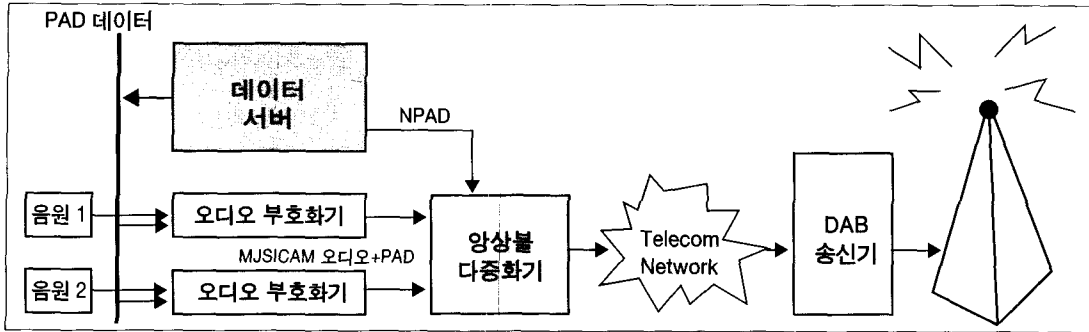 PAD 데이터
데이터
서버
NPAD
음원 1
오디오 부호화기
MJSICAM 오디오+PAD
음원 2
오디오 부호화기
앙상블
다중화기
Telecom
Network
DAB
송신기